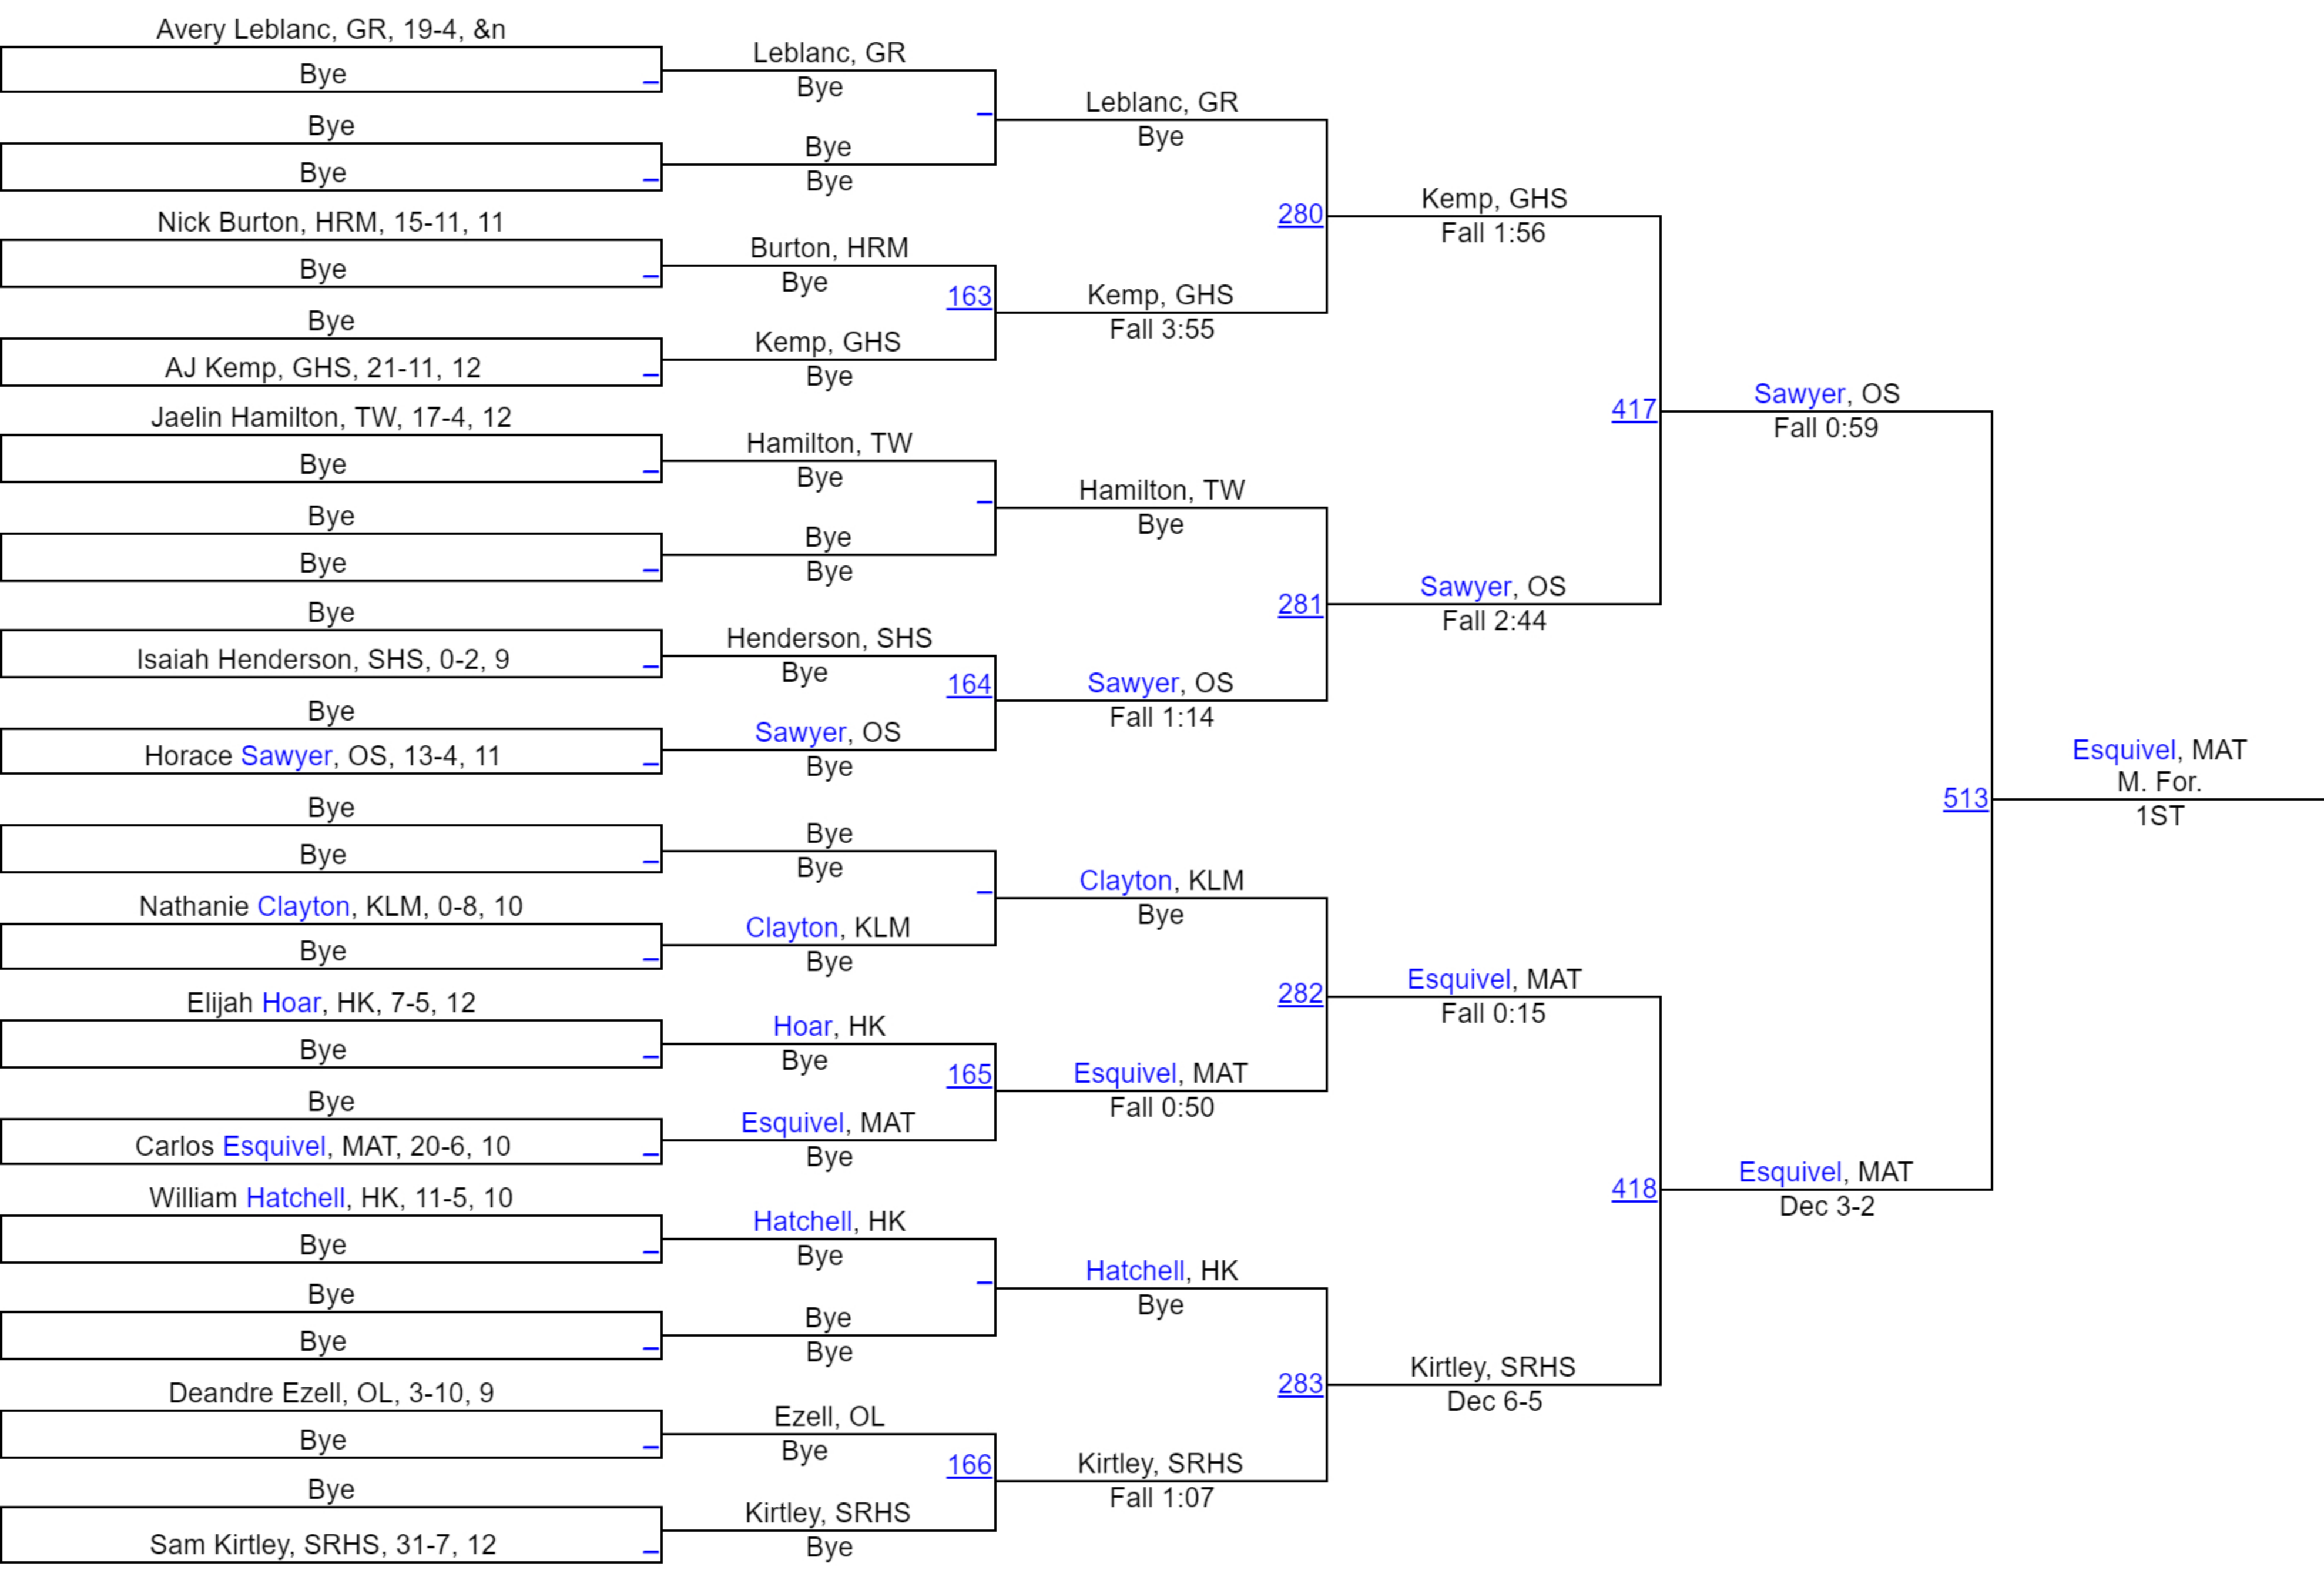 Avery Leblanc, GR, 19-4, &n
Bye
Bye
Bye
Nick Burton, HRM, 15-11, 11
Bye
Bye
AJ Kemp, GHS, 21-11, 12
Jaelin Hamilton, TW, 17-4, 12
Bye
Bye
Bye
Bye
Isaiah Henderson, SHS, 0-2, 9
Bye
Horace Sawyer, OS, 13-4, 11
Bye
Bye
Nathanie Clayton, KLM, 0-8, 10
Bye
Elijah Hoar, HK, 7-5, 12
Bye
Bye
Carlos Esquivel, MAT, 20-6, 10
William Hatchell, HK, 11-5, 10
Bye
Bye
Bye
Deandre Ezell, OL, 3-10, 9
Bye
Bye
Sam Kirtley, SRHS, 31-7, 12
Leblanc, GR
Bye
Bye
Bye
Burton, HRM
Bye
163
Kemp, GHS
Bye
Hamilton, TW
Bye
Bye
Bye
Henderson, SHS
Bye
164
Sawyer, OS
Bye
Bye
Bye
Clayton, KLM
Bye
Hoar, HK
Bye
165
Esquivel, MAT
Bye
Hatchell, HK
Bye
Bye
Bye
Ezell, OL
Bye
166
Kirtley, SRHS
Bye
Leblanc, GR
Bye
280
Kemp, GHS
Fall 3:55
Hamilton, TW
Bye
281
Sawyer, OS
Fall 1:14
Clayton, KLM
Bye
282
Esquivel, MAT
Fall 0:50
Hatchell, HK
Bye
283
Kirtley, SRHS
Fall 1:07
Kemp, GHS
Fall 1:56
417
Sawyer, OS
Fall 2:44
Esquivel, MAT
Fall 0:15
418
Kirtley, SRHS
Dec 6-5
Sawyer, OS
Fall 0:59
513
Esquivel, MAT
Dec 3-2
Esquivel, MAT
M. For.
1ST